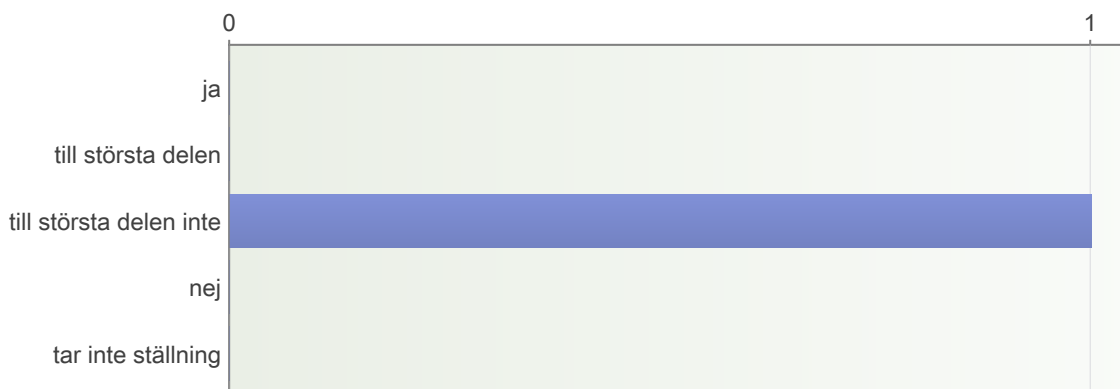 0 1
ja
till största delen
till största delen inte
nej
tar inte ställning